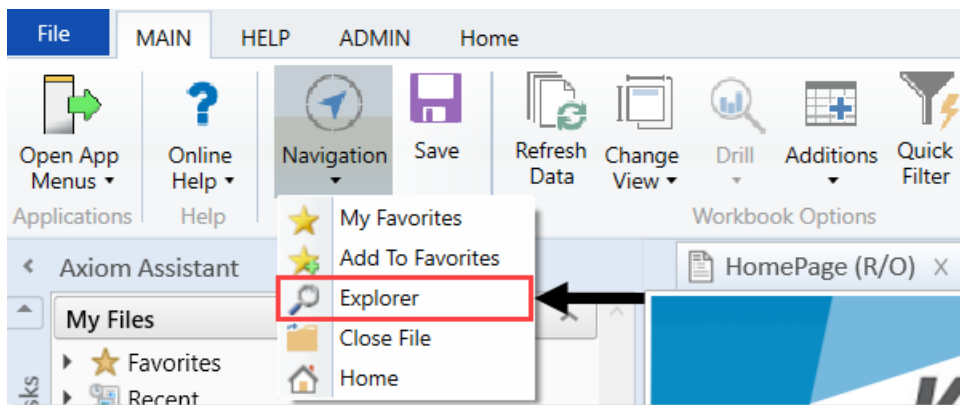 File MAIN HELP ADMIN Home
Open App Menus
Online Help
Navigation
Save
Refresh Data
Change View
Drill
Additions
Quick Filter
Applications Help Workbook Options
My Favorites
Add To Favorites
Explorer
Close File
Home
Axiom Assistant
HomePage (R/O) X
My Files
Favorites
Recent